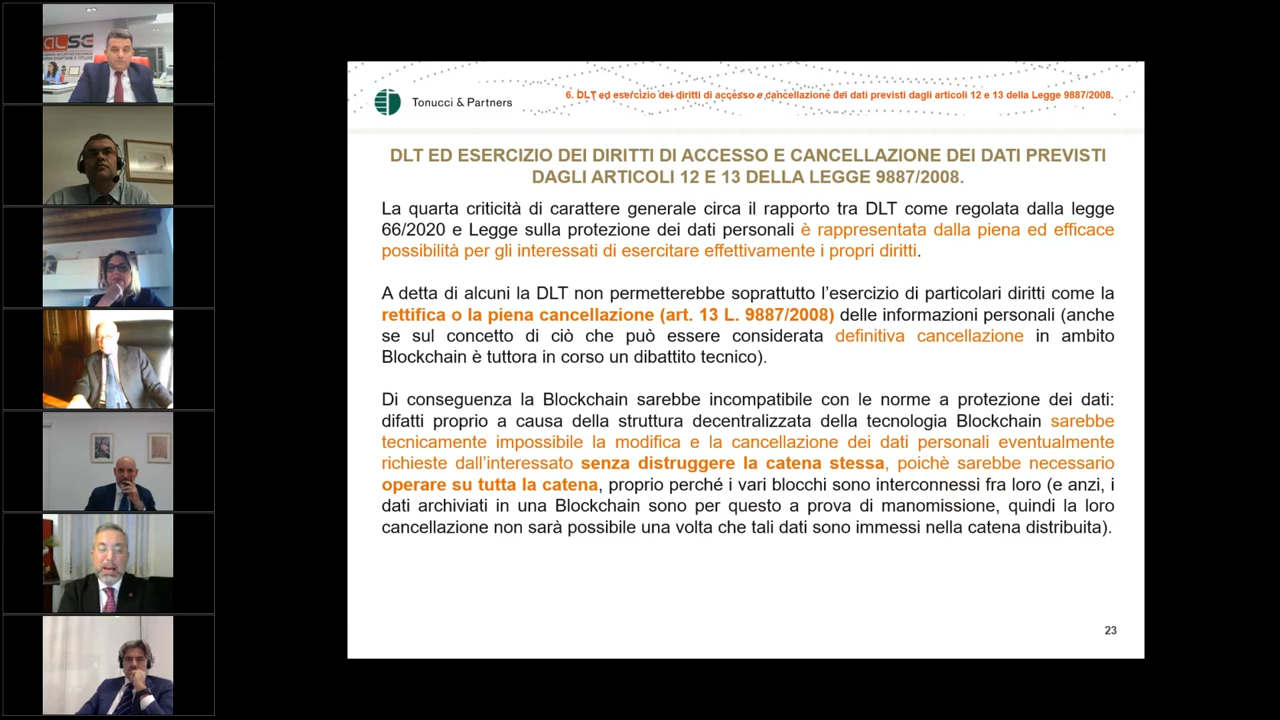 ALSE
Tonucci & Partners
6. DLT ed esercizio dei diritti di accesso e cancellazione dei dati previsti dagli articoli 12 e 13 della Legge 9887/2008.
DLT ED ESERCIZIO DEI DIRITTI DI ACCESSO E CANCELLAZIONE DEI DATI PREVISTI
DAGLI ARTICOLI 12 E 13 DELLA LEGGE 9887/2008.
La quarta criticità di carattere generale circa il rapporto tra DLT come regolata dalla legge
66/2020 e Legge sulla protezione dei dati personali è rappresentata dalla piena ed efficace
possibilità per gli interessati di esercitare effettivamente i propri diritti.
A detta di alcuni la DLT non permetterebbe soprattutto l’esercizio di particolari diritti come la
rettifica o la piena cancellazione (art. 13 L. 9887/2008) delle informazioni personali (anche
se sul concetto di ciò che può essere considerata definitiva cancellazione in ambito
Blockchain è tuttora in corso un dibattito tecnico).
Di conseguenza la Blockchain sarebbe incompatibile con le norme a protezione dei dati:
difatti proprio a causa della struttura decentralizzata della tecnologia Blockchain sarebbe
tecnicamente impossibile la modifica e la cancellazione dei dati personali eventualmente
richieste dall’interessato senza distruggere la catena stessa, poichè sarebbe necessario
operare su tutta la catena, proprio perché i vari blocchi sono interconnessi fra loro (e anzi, i
dati archiviati in una Blockchain sono per questo a prova di manomissione, quindi la loro
cancellazione non sarà possibile una volta che tali dati sono immessi nella catena distribuita).
23